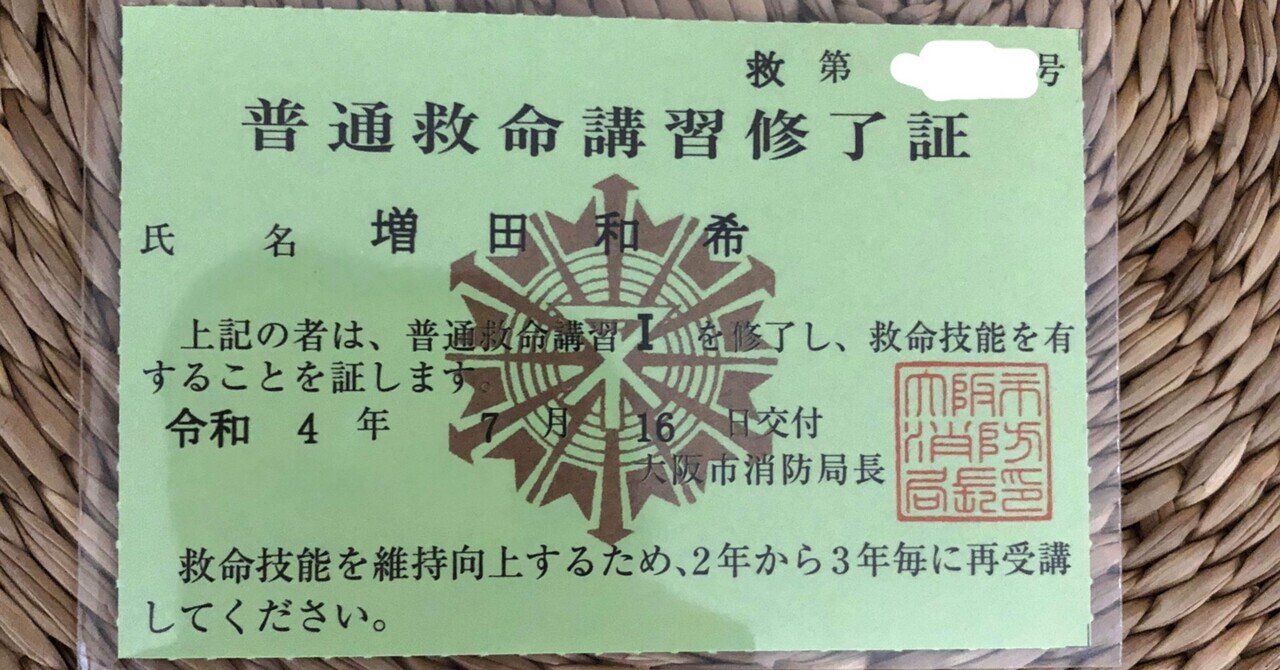 救 第 号
普通救命講習修了証
氏 名 増田和希
上記の者は、普通救命講習 I を修了し、救命技能を有
することを証します。
令和 4 年 7 月 16 日交付
大阪市消防局長
大阪市消防局長印
救命技能を維持向上するため、2年から3年毎に再受講
してください。